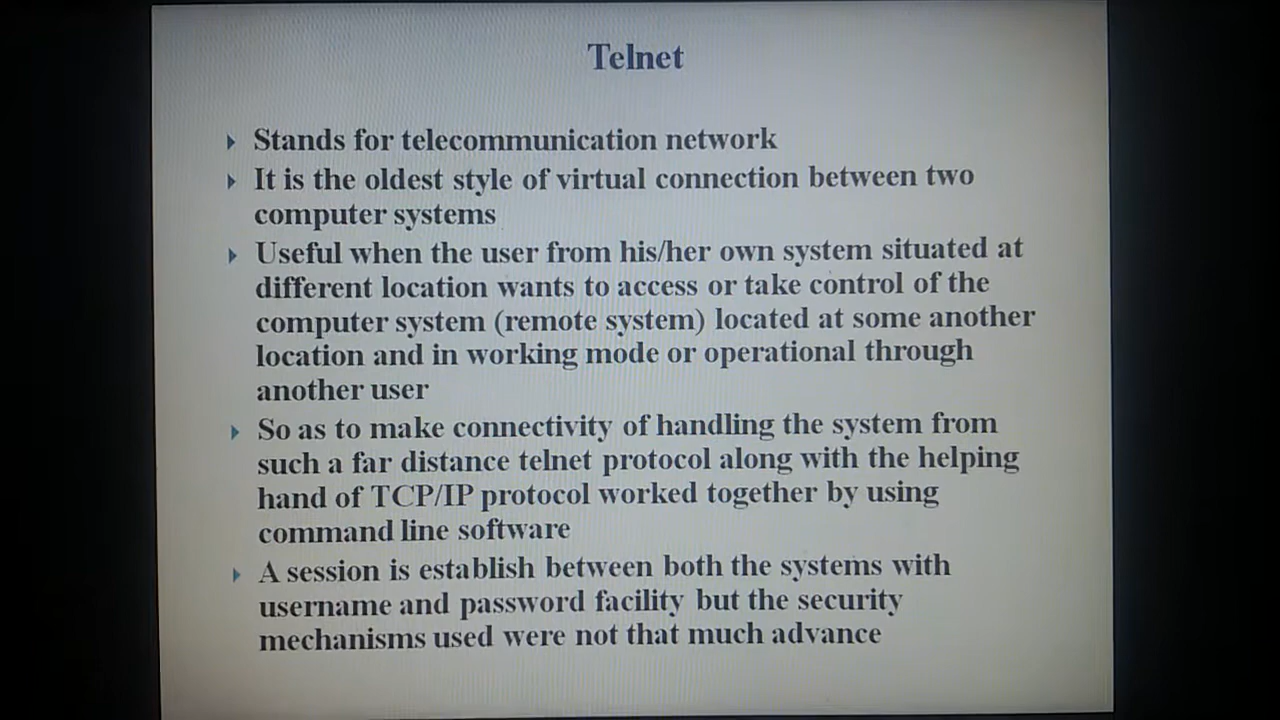 Telnet
Stands for telecommunication network
It is the oldest style of virtual connection between two
computer systems
Useful when the user from his/her own system situated at
different location wants to access or take control of the
computer system (remote system) located at some another
location and in working mode or operational through
another user
So as to make connectivity of handling the system from
such a far distance telnet protocol along with the helping
hand of TCP/IP protocol worked together by using
command line software
A session is establish between both the systems with
username and password facility but the security
mechanisms used were not that much advance